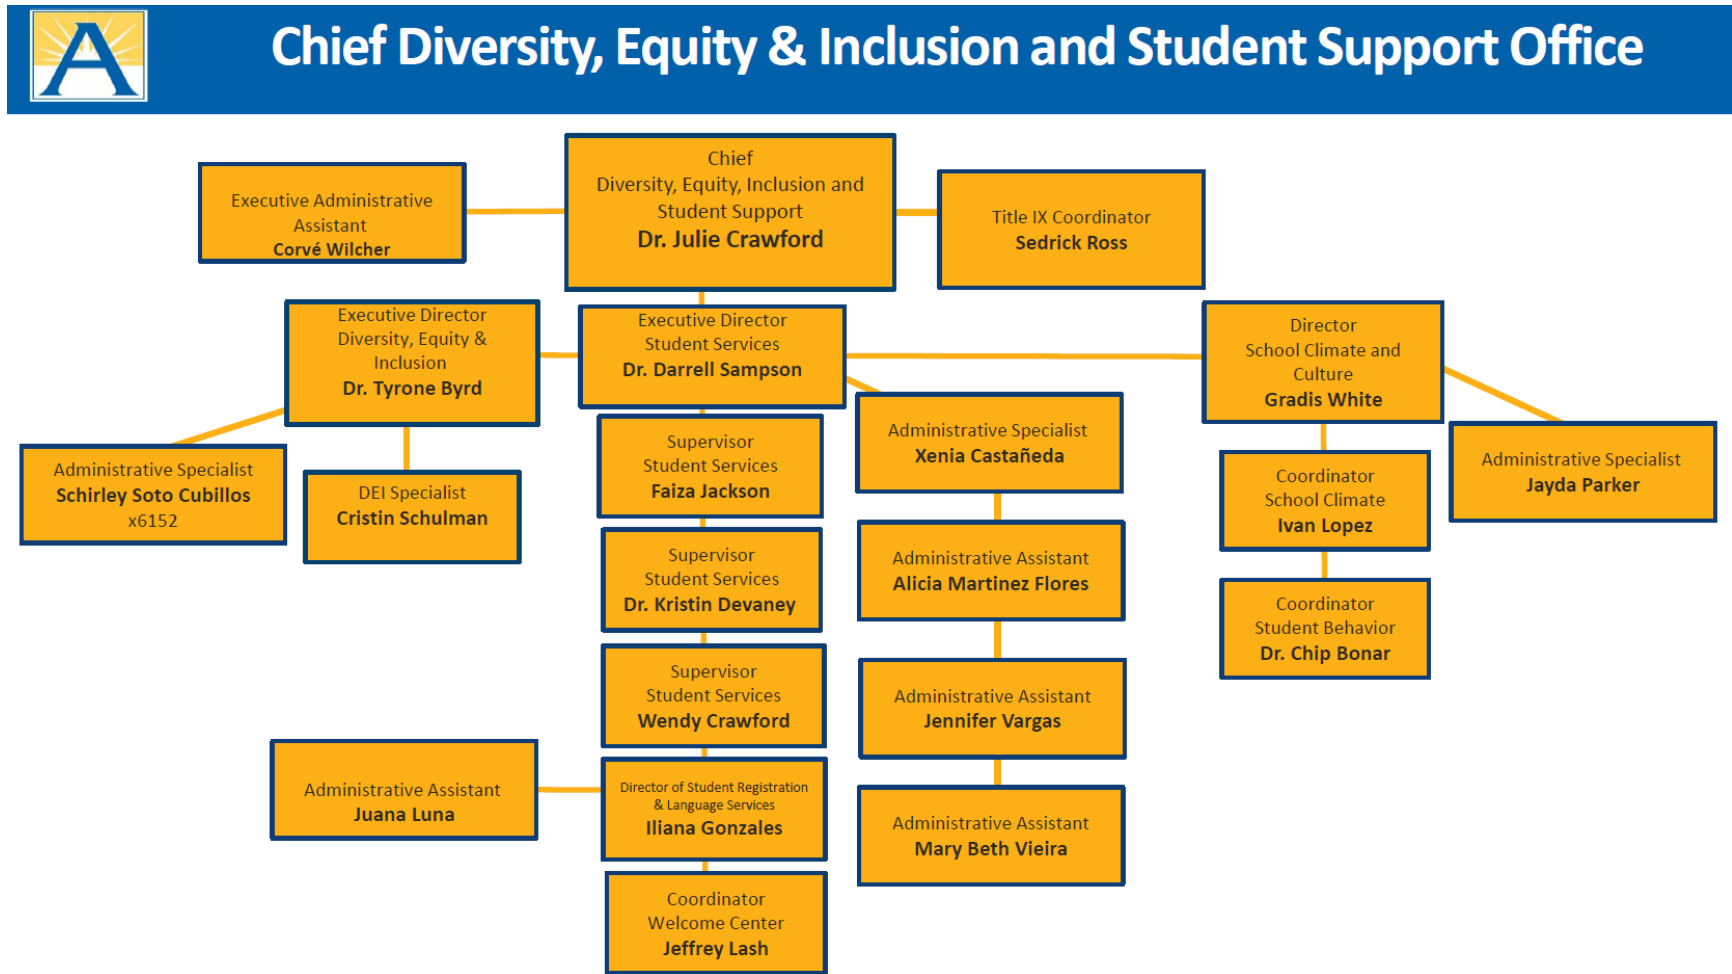 Chief Diversity, Equity & Inclusion and Student Support Office
Chief
Diversity, Equity, Inclusion and
Student Support
Dr. Julie Crawford
Executive Administrative
Assistant
Corvé Wilcher
Title IX Coordinator
Sedrick Ross
Executive Director
Diversity, Equity &
Inclusion
Dr. Tyrone Byrd
Executive Director
Student Services
Dr. Darrell Sampson
Director
School Climate and
Culture
Gradis White
Administrative Specialist
Schirley Soto Cubillos
x6152
DEI Specialist
Cristin Schulman
Supervisor
Student Services
Faiza Jackson
Administrative Specialist
Xenia Castañeda
Coordinator
School Climate
Ivan Lopez
Administrative Specialist
Jayda Parker
Supervisor
Student Services
Dr. Kristin Devaney
Administrative Assistant
Alicia Martinez Flores
Coordinator
Student Behavior
Dr. Chip Bonar
Supervisor
Student Services
Wendy Crawford
Administrative Assistant
Jennifer Vargas
Administrative Assistant
Juana Luna
Director of Student Registration
& Language Services
Iliana Gonzales
Administrative Assistant
Mary Beth Vieira
Coordinator
Welcome Center
Jeffrey Lash